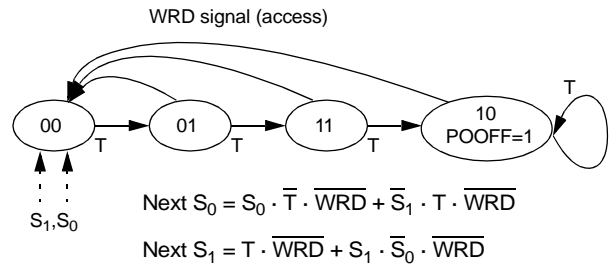 WRD signal (access)
T
00 01 11 10
POOFF=1
T T T
S₁,S₀
Next S₀ = S₀ · T̅ · W̅R̅D̅ + S̅₁ · T · W̅R̅D̅
Next S₁ = T · W̅R̅D̅ + S₁ · S̅₀ · W̅R̅D̅